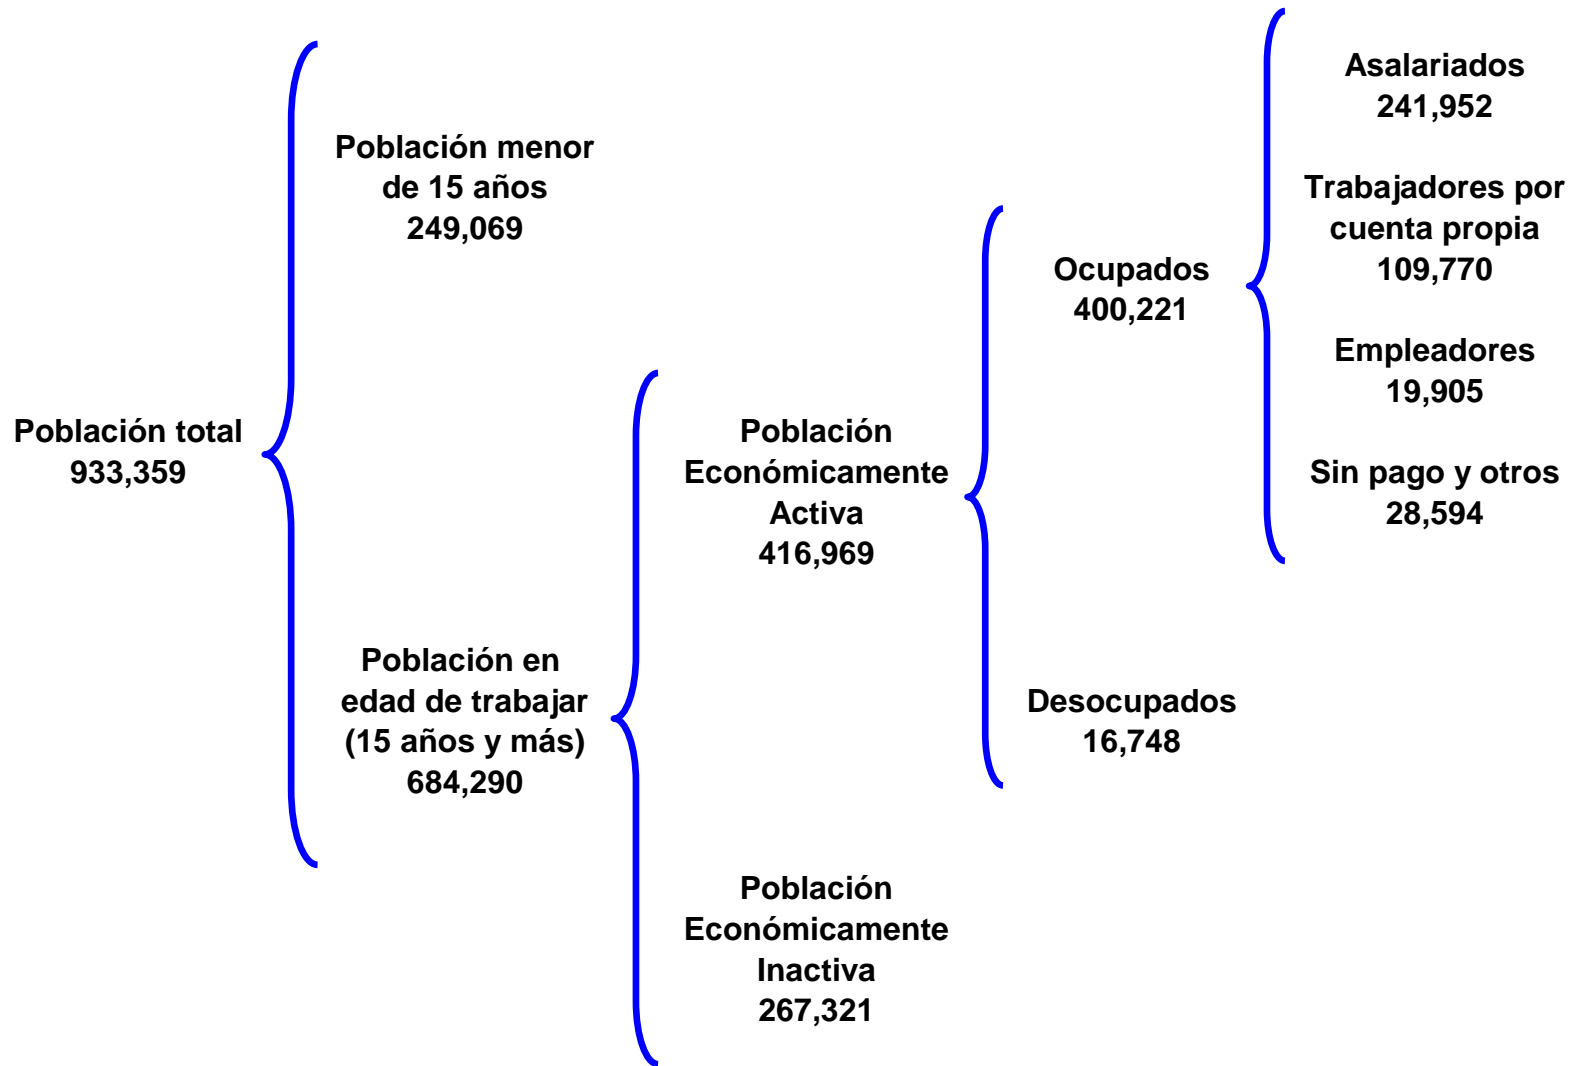 Población total
933,359
Población menor
de 15 años
249,069
Población en
edad de trabajar
(15 años y más)
684,290
Población
Económicamente
Activa
416,969
Población
Económicamente
Inactiva
267,321
Ocupados
400,221
Desocupados
16,748
Asalariados
241,952
Trabajadores por
cuenta propia
109,770
Empleadores
19,905
Sin pago y otros
28,594